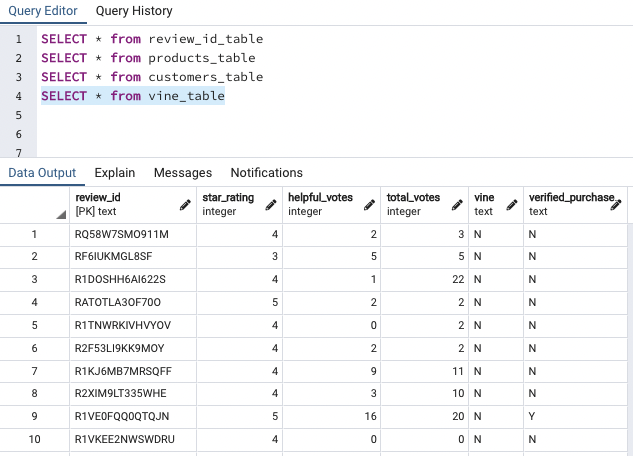 Query Editor Query History
1 SELECT * from review_id_table
2 SELECT * from products_table
3 SELECT * from customers_table
4 SELECT * from vine_table
5
6
7
Data Output Explain Messages Notifications
review_id star_rating helpful_votes total_votes vine verified_purchase
[PK] text integer integer integer text text
1 RQ58W7SMO911M 4 2 3 N N
2 RF6IUKMGL8SF 3 5 5 N N
3 R1DOSHH6AI622S 4 1 22 N N
4 RATOTLA3OF70O 5 2 2 N N
5 R1TNWRKIVHVYOV 4 0 2 N N
6 R2F53LI9KK9MOY 4 2 2 N N
7 R1KJ6MB7MRSQFF 4 9 11 N N
8 R2XIM9LT335WHE 4 3 10 N N
9 R1VE0FQQ0QTQJN 5 16 20 N Y
10 R1VKEE2NWSWDRU 4 0 0 N N